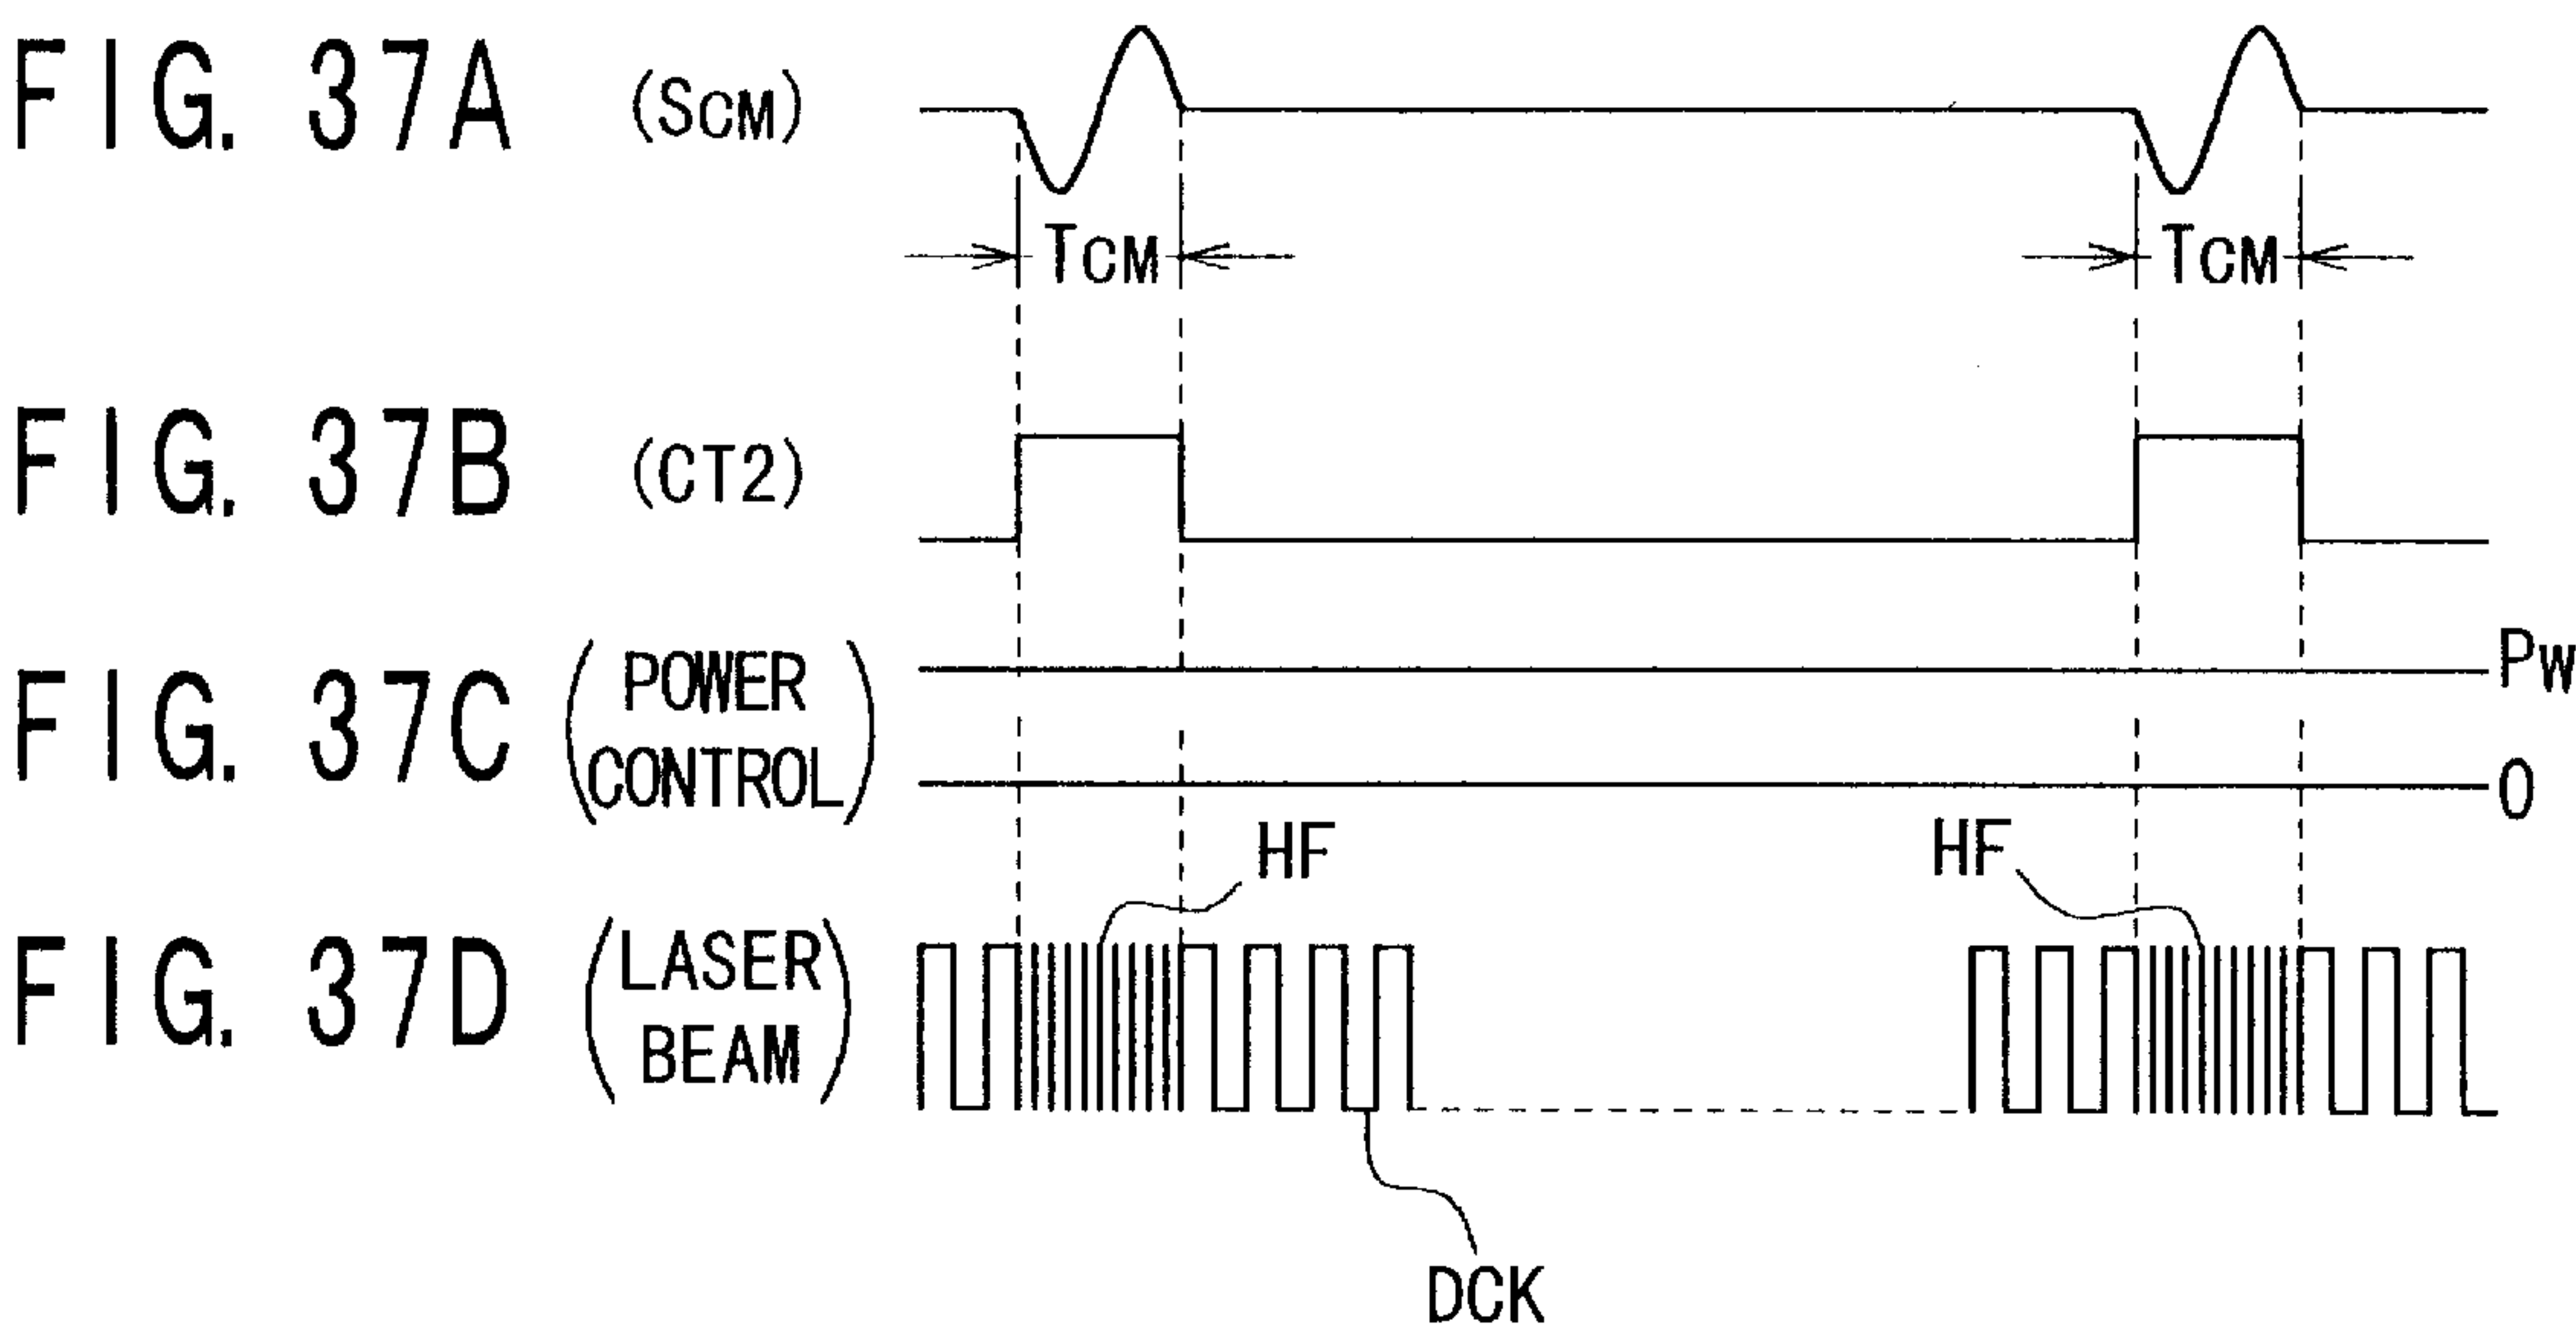 FIG. 37A (SCM)
TCM TCM
FIG. 37B (CT2)
FIG. 37C (POWER CONTROL)
PW
0
HF HF
FIG. 37D (LASER BEAM)
DCK